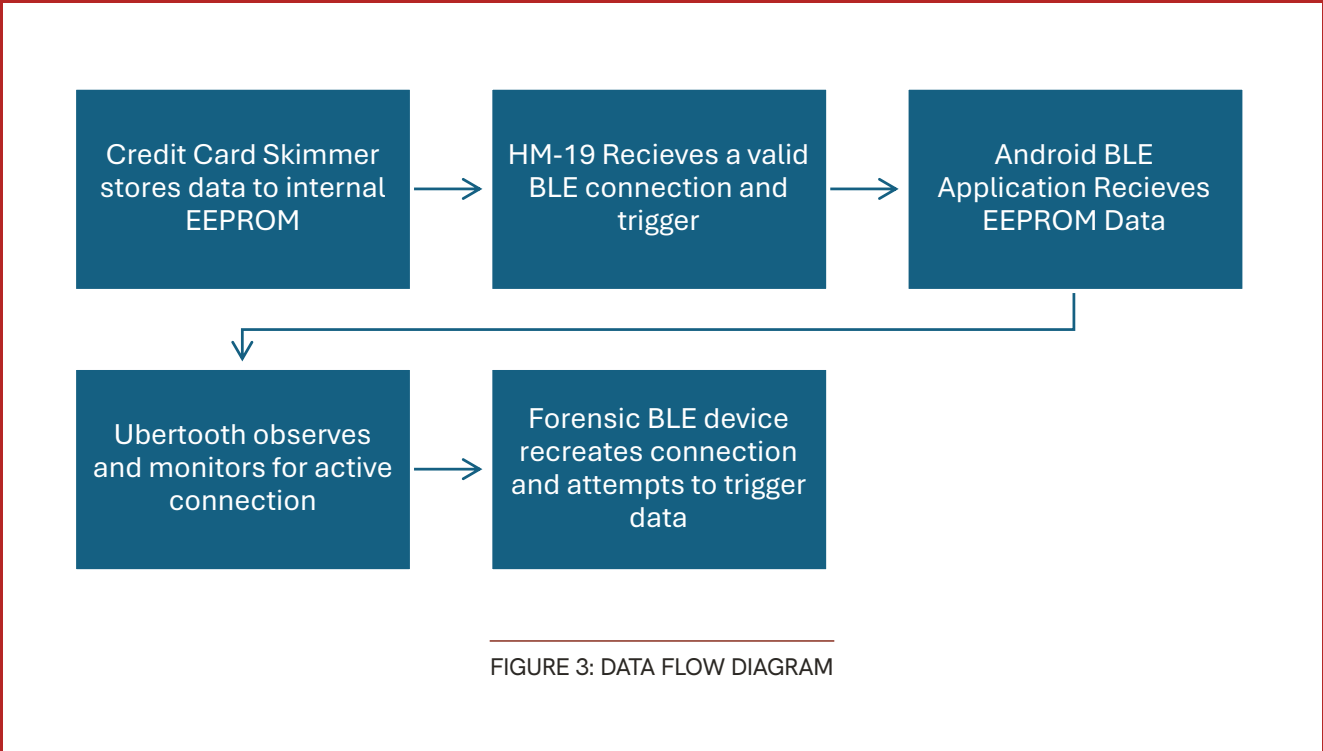 Credit Card Skimmer
stores data to internal
EEPROM
HM-19 Recieves a valid
BLE connection and
trigger
Android BLE
Application Recieves
EEPROM Data
Ubertooth observes
and monitors for active
connection
Forensic BLE device
recreates connection
and attempts to trigger
data
FIGURE 3: DATA FLOW DIAGRAM